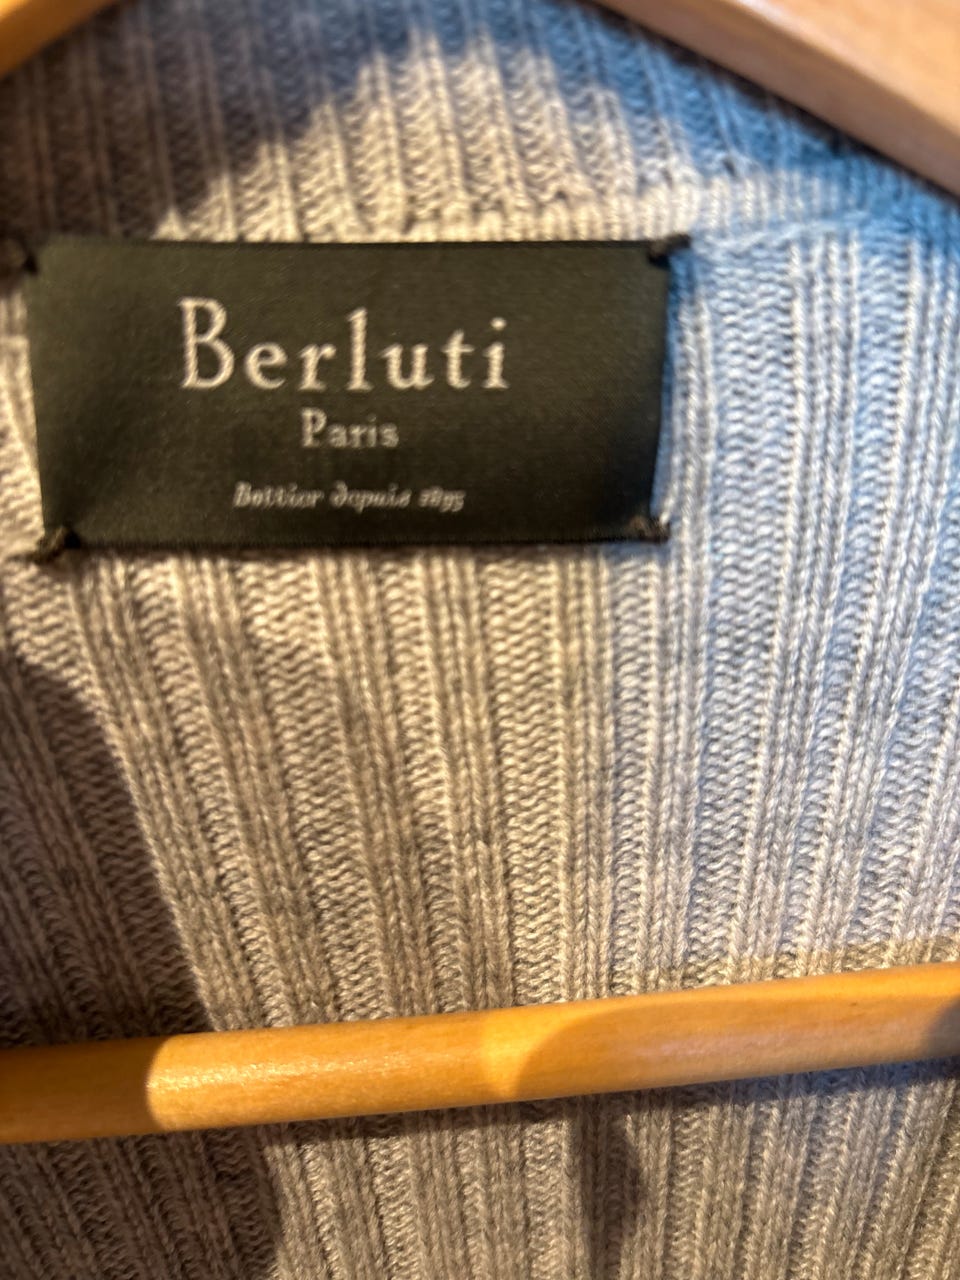 Berluti
Paris
Bottier depuis 1895